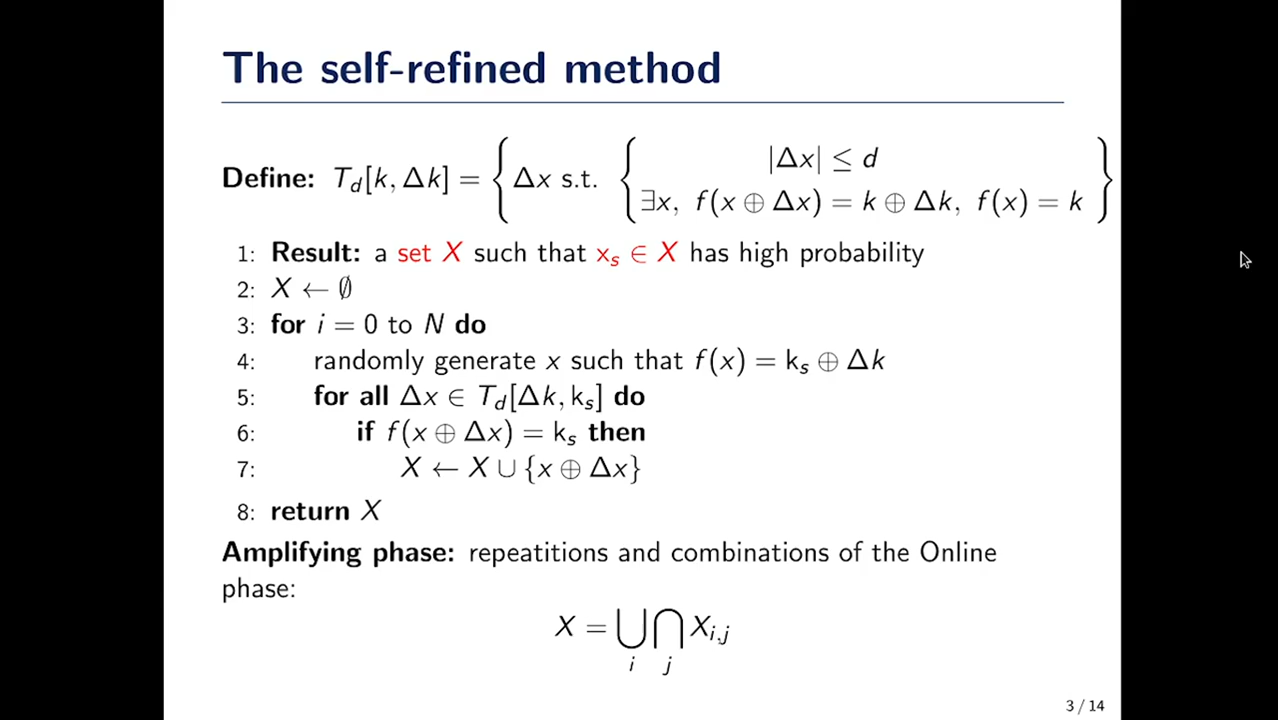 The self-refined method
Define: T_d[k, Δk] = { Δx s.t. { |Δx| ≤ d
∃x, f(x ⊕ Δx) = k ⊕ Δk, f(x) = k } }
1: Result: a set X such that x_s ∈ X has high probability
2: X ← ∅
3: for i = 0 to N do
4: randomly generate x such that f(x) = k_s ⊕ Δk
5: for all Δx ∈ T_d[Δk, k_s] do
6: if f(x ⊕ Δx) = k_s then
7: X ← X ∪ {x ⊕ Δx}
8: return X
Amplifying phase: repeatitions and combinations of the Online
phase:
X = ⋃_i ⋂_j X_{i,j}
3 / 14